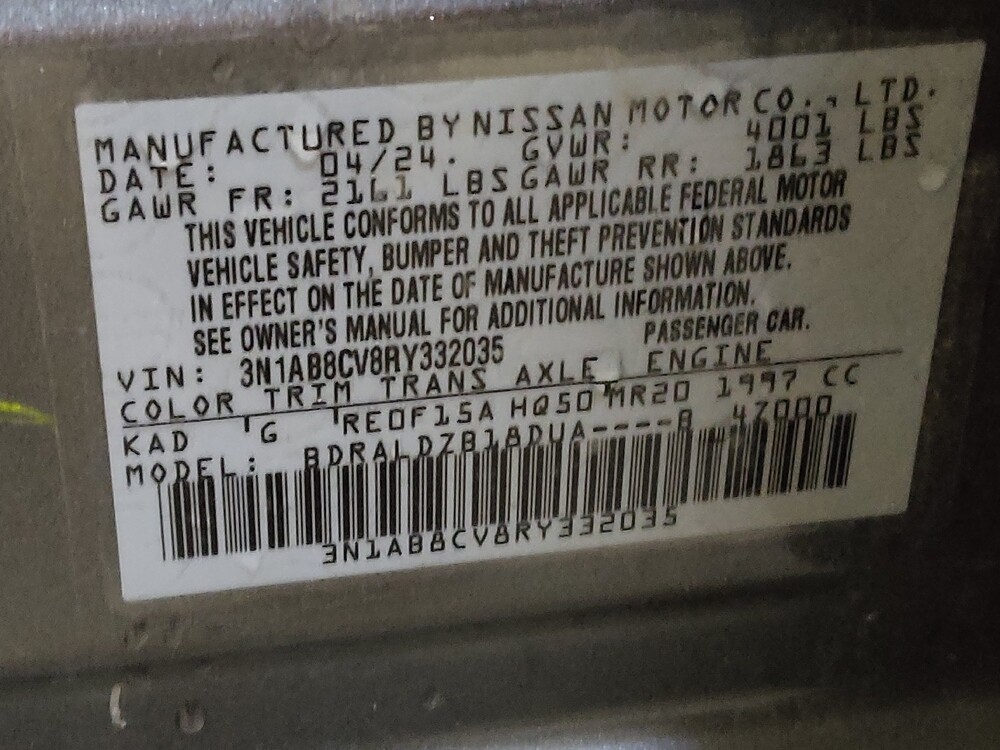 MANUFACTURED BY NISSAN MOTOR CO., LTD.
DATE: 04/24. GVWR: 4001 LBS
GAWR FR: 2161 LBS GAWR RR: 1863 LBS
THIS VEHICLE CONFORMS TO ALL APPLICABLE FEDERAL MOTOR
VEHICLE SAFETY, BUMPER AND THEFT PREVENTION STANDARDS
IN EFFECT ON THE DATE OF MANUFACTURE SHOWN ABOVE.
SEE OWNER'S MANUAL FOR ADDITIONAL INFORMATION.
PASSENGER CAR.
VIN: 3N1AB8CV8RY332035
COLOR TRIM TRANS AXLE ENGINE
KAD G RE0F15A HQ50 MR20 1997 CC
MODEL: BDRALDZB18DUA----B 4Z000
3N1AB8CV8RY332035